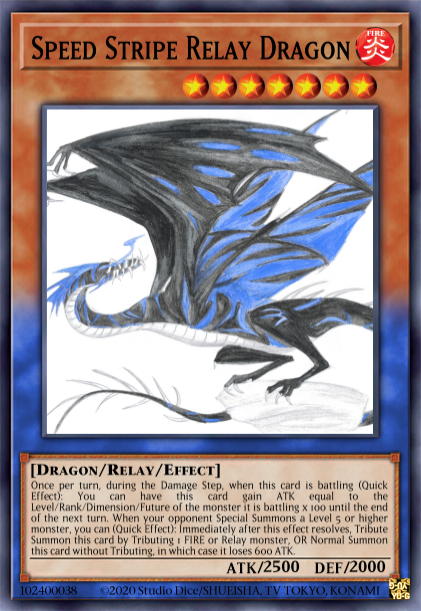 SPEED STRIPE RELAY DRAGON
FIRE
炎
[DRAGON/RELAY/EFFECT]
Once per turn, during the Damage Step, when this card is battling (Quick
Effect): You can have this card gain ATK equal to the
Level/Rank/Dimension/Future of the monster it is battling x 100 until the end
of the next turn. When your opponent Special Summons a Level 5 or higher
monster, you can (Quick Effect): Immediately after this effect resolves, Tribute
Summon this card by Tributing 1 FIRE or Relay monster, OR Normal Summon
this card without Tributing, in which case it loses 600 ATK.
ATK/2500 DEF/2000
102400038 ©2020 Studio Dice/SHUEISHA, TV TOKYO, KONAMI